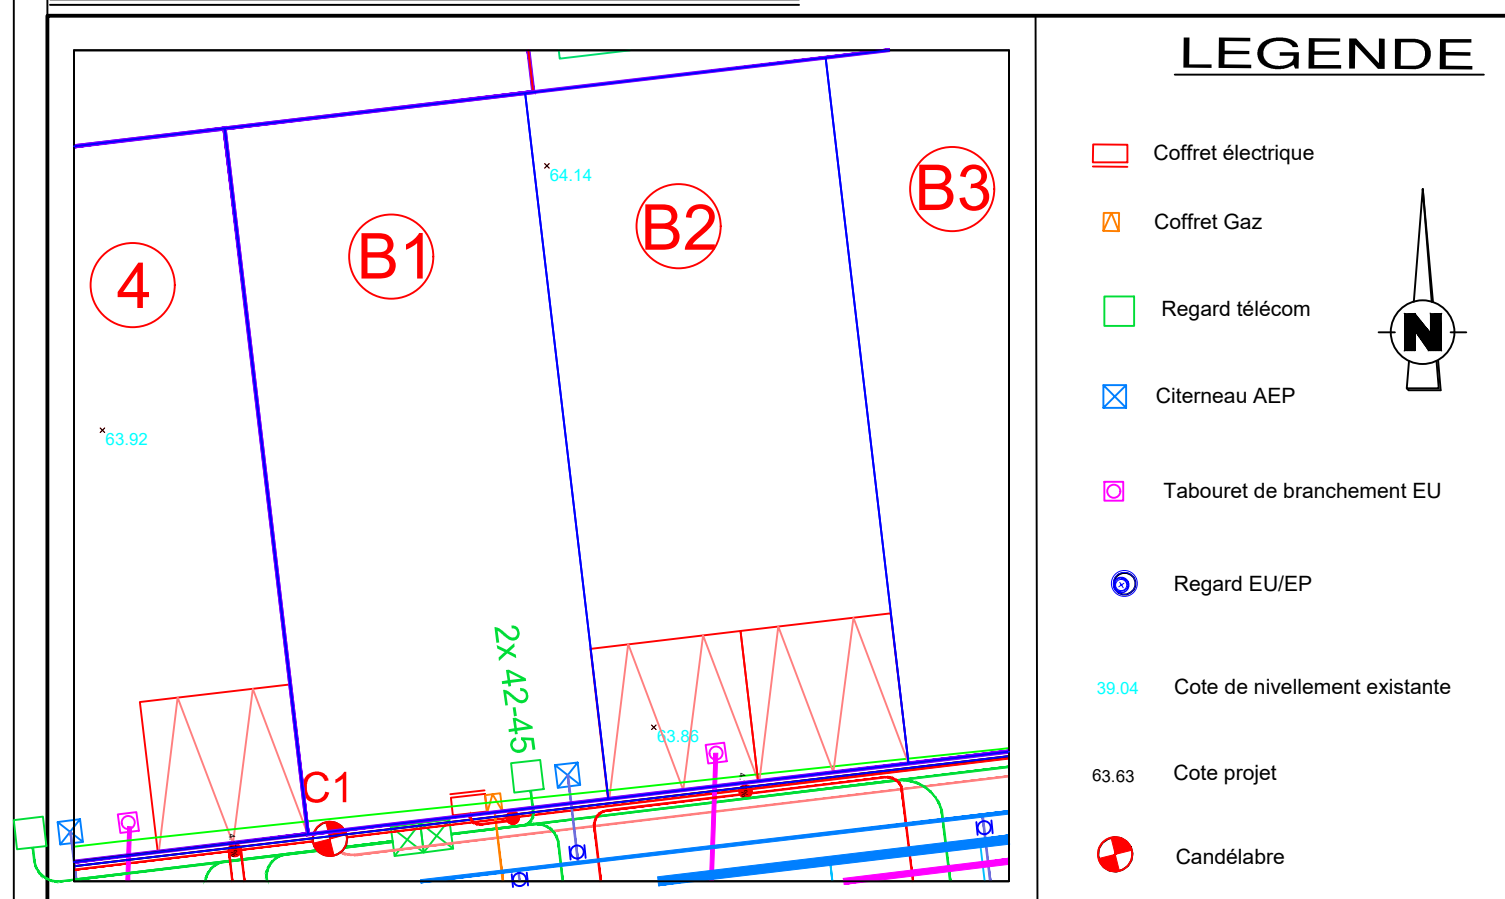 LEGENDE
Coffret électrique
Coffret Gaz
Regard télécom
N
Citerneau AEP
Tabouret de branchement EU
Regard EU/EP
39.04 Cote de nivellement existante
63.63 Cote projet
Candélabre
64.14
B3
B2
B1
4
63.92
2x 42-45
63.86
C1